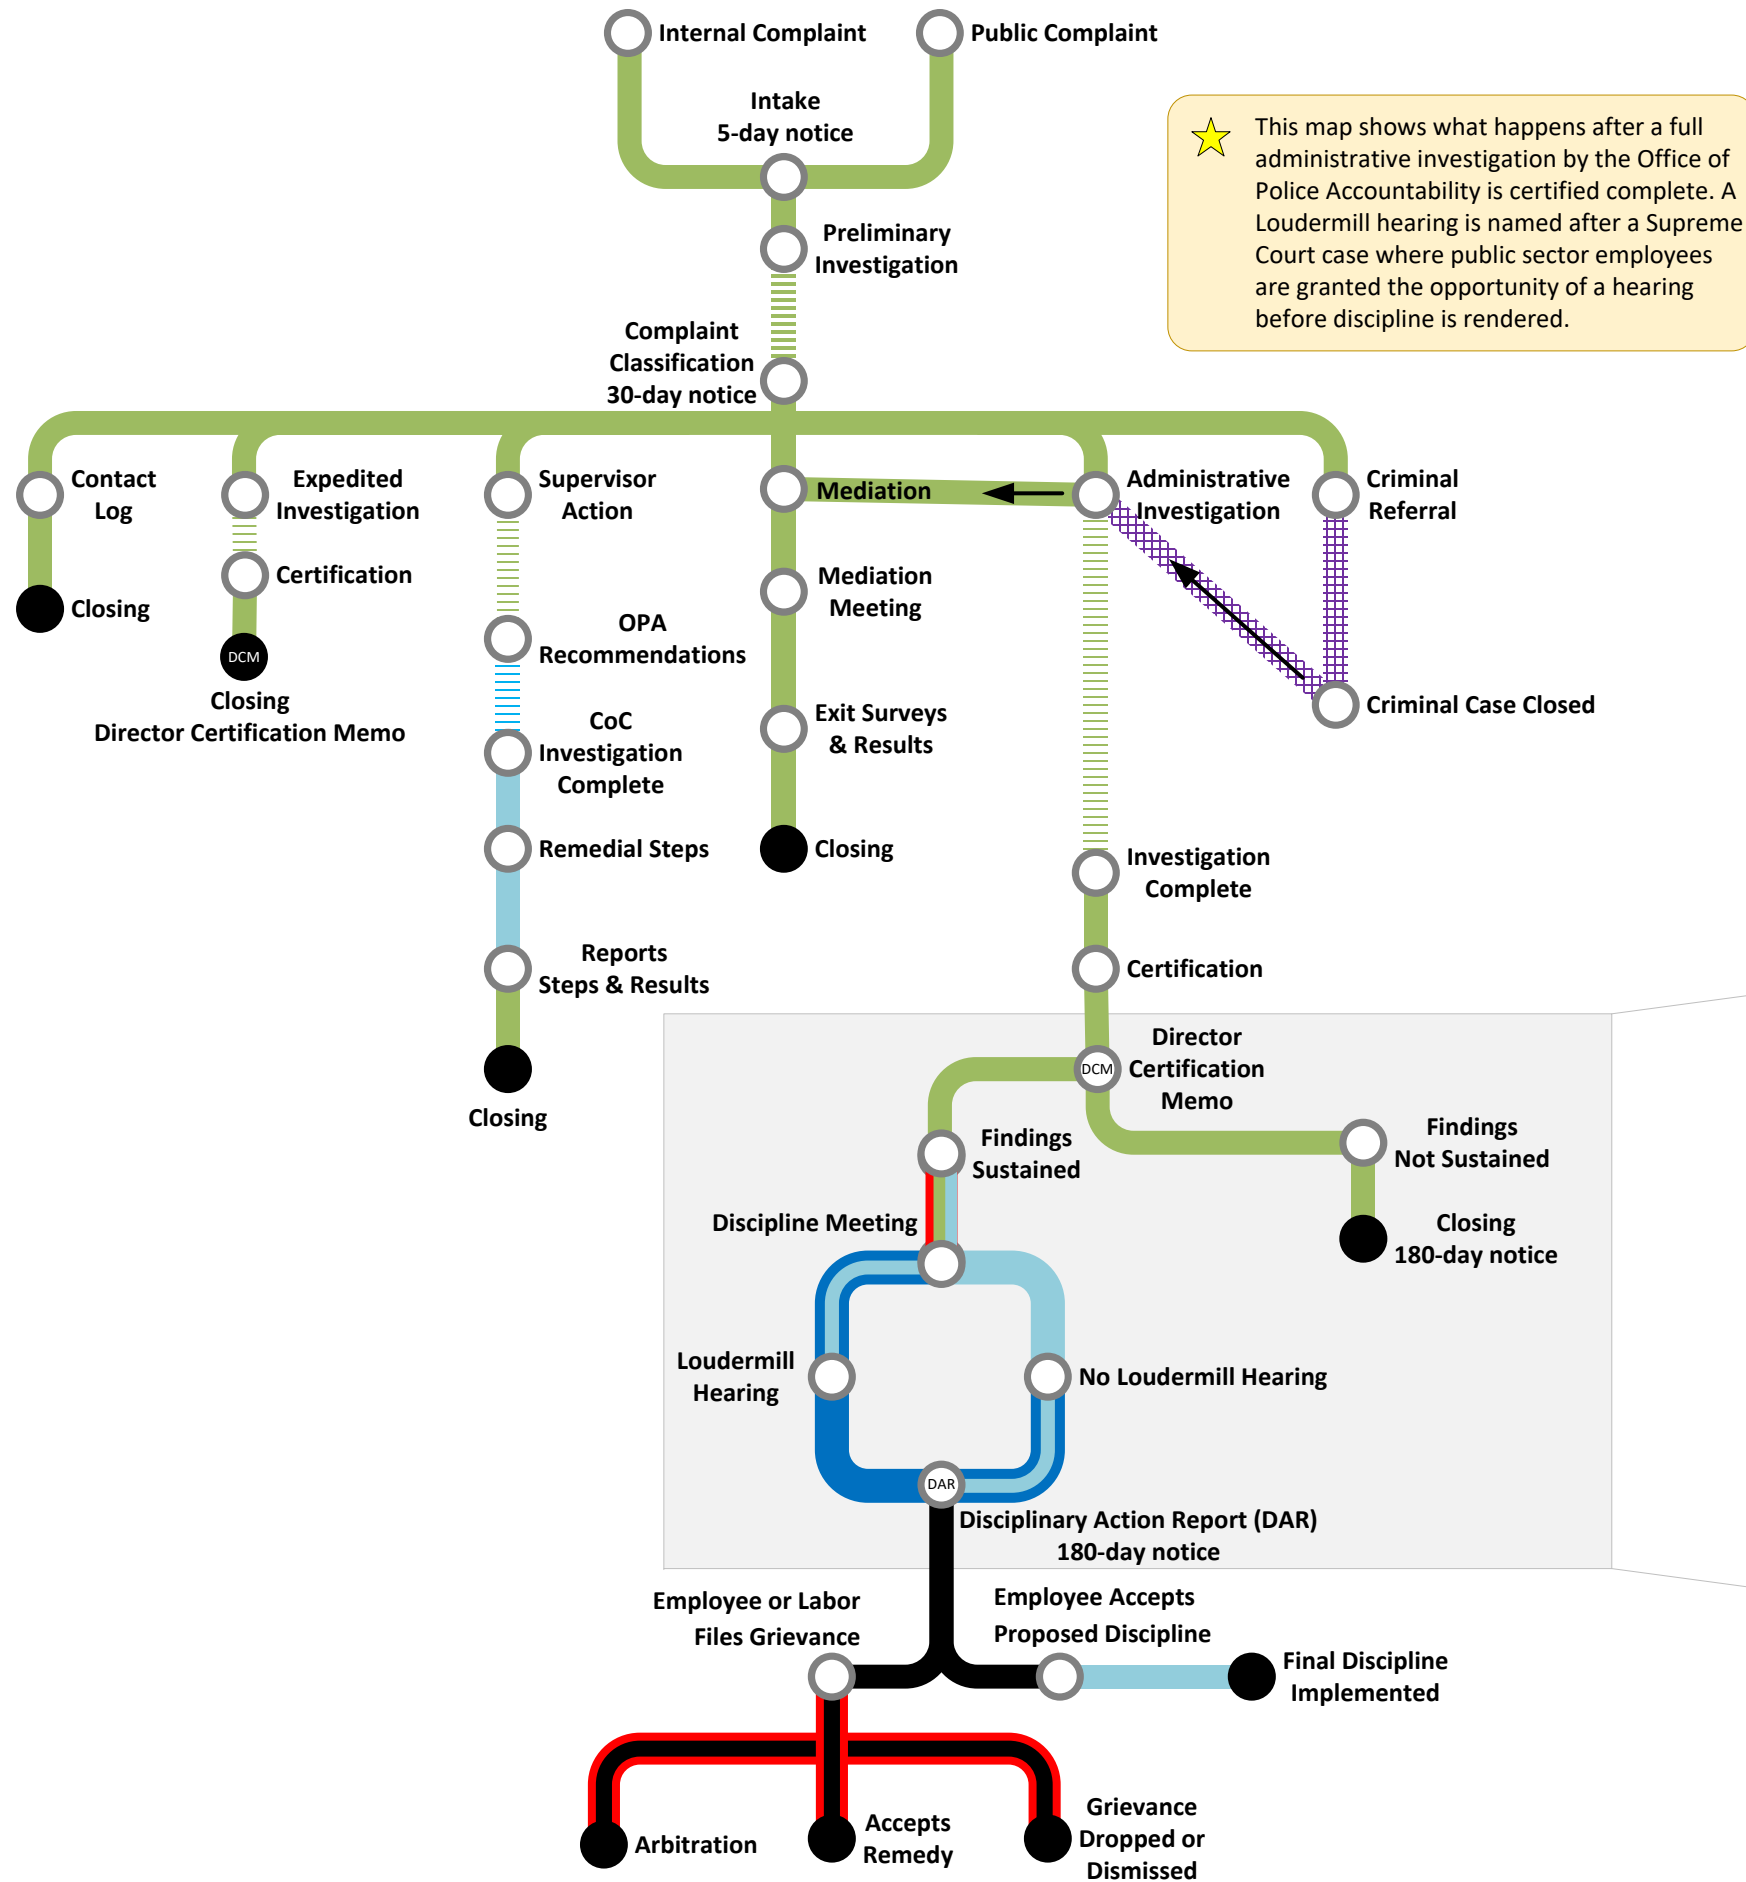 Internal Complaint
Public Complaint
Intake
5-day notice
This map shows what happens after a full
administrative investigation by the Office of
Police Accountability is certified complete. A
Loudermill hearing is named after a Supreme
Court case where public sector employees
are granted the opportunity of a hearing
before discipline is rendered.
Preliminary
Investigation
Complaint
Classification
30-day notice
Contact
Log
Expedited
Investigation
Supervisor
Action
Mediation
Administrative
Investigation
Criminal
Referral
Certification
Closing
DCM
Closing
Director Certification Memo
OPA
Recommendations
Mediation
Meeting
CoC
Investigation
Complete
Exit Surveys
& Results
Criminal Case Closed
Remedial Steps
Closing
Investigation
Complete
Reports
Steps & Results
Certification
Closing
Director
Certification
Memo
DCM
Findings
Sustained
Findings
Not Sustained
Discipline Meeting
Closing
180-day notice
Loudermill
Hearing
No Loudermill Hearing
DAR
Disciplinary Action Report (DAR)
180-day notice
Employee or Labor
Files Grievance
Employee Accepts
Proposed Discipline
Final Discipline
Implemented
Arbitration
Accepts
Remedy
Grievance
Dropped or
Dismissed